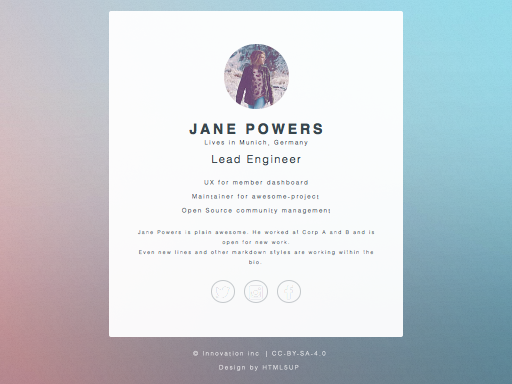 JANE POWERS
Lives in Munich, Germany
Lead Engineer
UX for member dashboard
Maintainer for awesome-project
Open Source community management
Jane Powers is plain awesome. He worked at Corp A and B and is
open for new work.
Even new lines and other markdown styles are working within the
bio.
© Innovation inc | CC-BY-SA-4.0
Design by HTML5UP